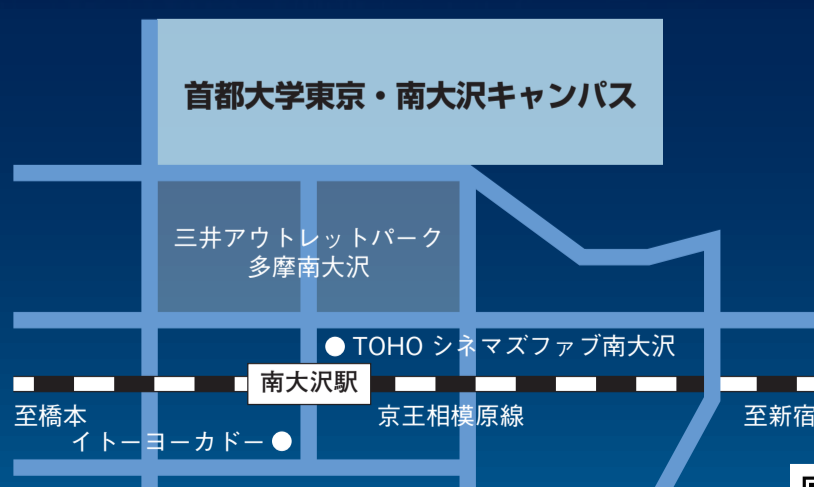 首都大学東京・南大沢キャンパス
三井アウトレットパーク
多摩南大沢
TOHO シネマズファブ南大沢
南大沢駅
至橋本
京王相模原線
至新宿
イトーヨーカドー